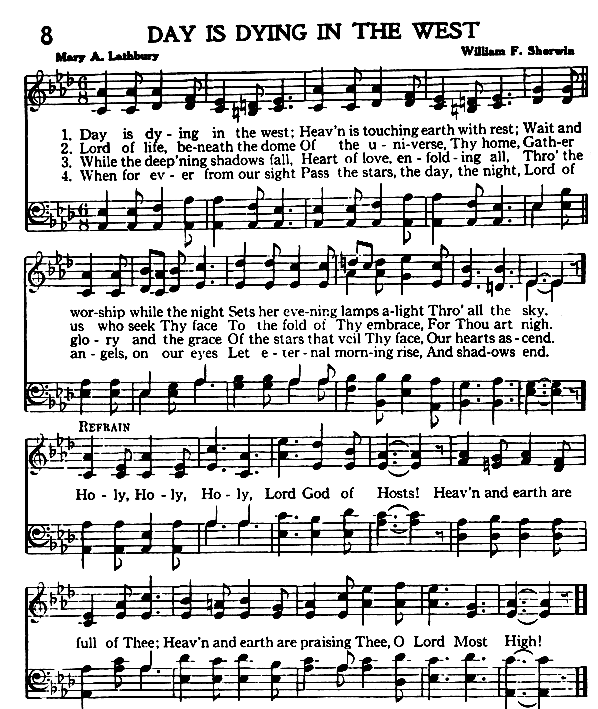 8 DAY IS DYING IN THE WEST
Mary A. Lathbury William F. Sherwin
1. Day is dy - ing in the west; Heav'n is touching earth with rest; Wait and
2. Lord of life, be-neath the dome Of the u - ni-verse, Thy home, Gath-er
3. While the deep'ning shadows fall, Heart of love, en - fold - ing all, Thro' the
4. When for ev - er from our sight Pass the stars, the day, the night, Lord of
wor-ship while the night Sets her eve-ning lamps a-light Thro' all the sky.
us who seek Thy face To the fold of Thy embrace, For Thou art nigh.
glo - ry and the grace Of the stars that veil Thy face, Our hearts as-cend.
an - gels, on our eyes Let e - ter - nal morn-ing rise, And shad-ows end.
REFRAIN
Ho - ly, Ho - ly, Ho - ly, Lord God of Hosts! Heav'n and earth are
full of Thee; Heav'n and earth are praising Thee, O Lord Most High!